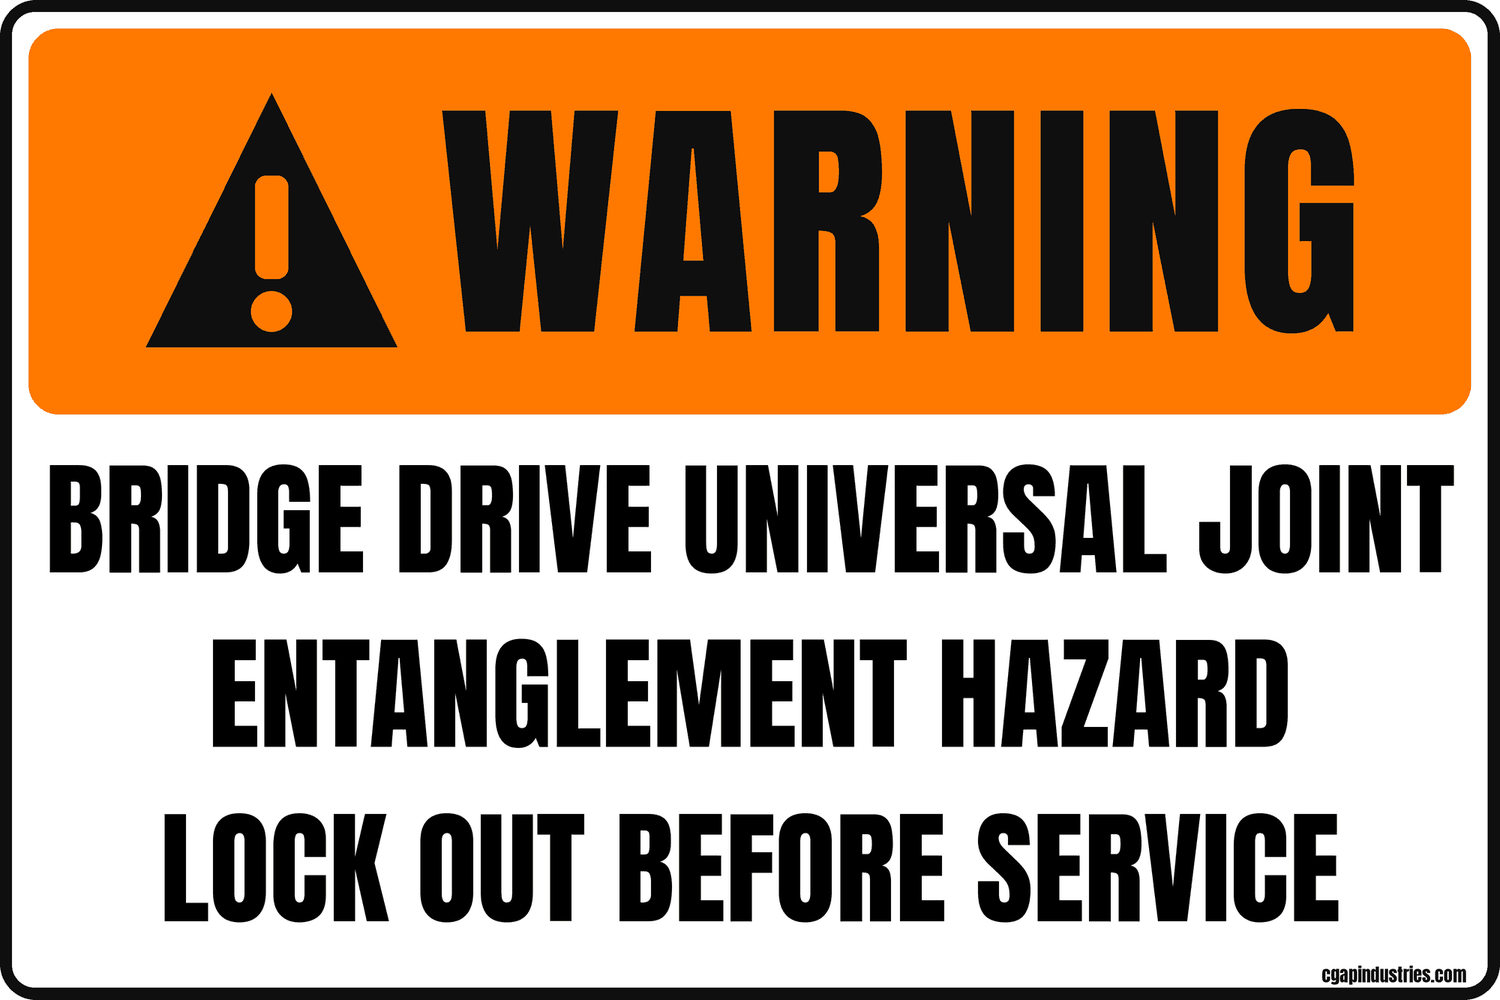 WARNING
BRIDGE DRIVE UNIVERSAL JOINT
ENTANGLEMENT HAZARD
LOCK OUT BEFORE SERVICE
cgapindustries.com